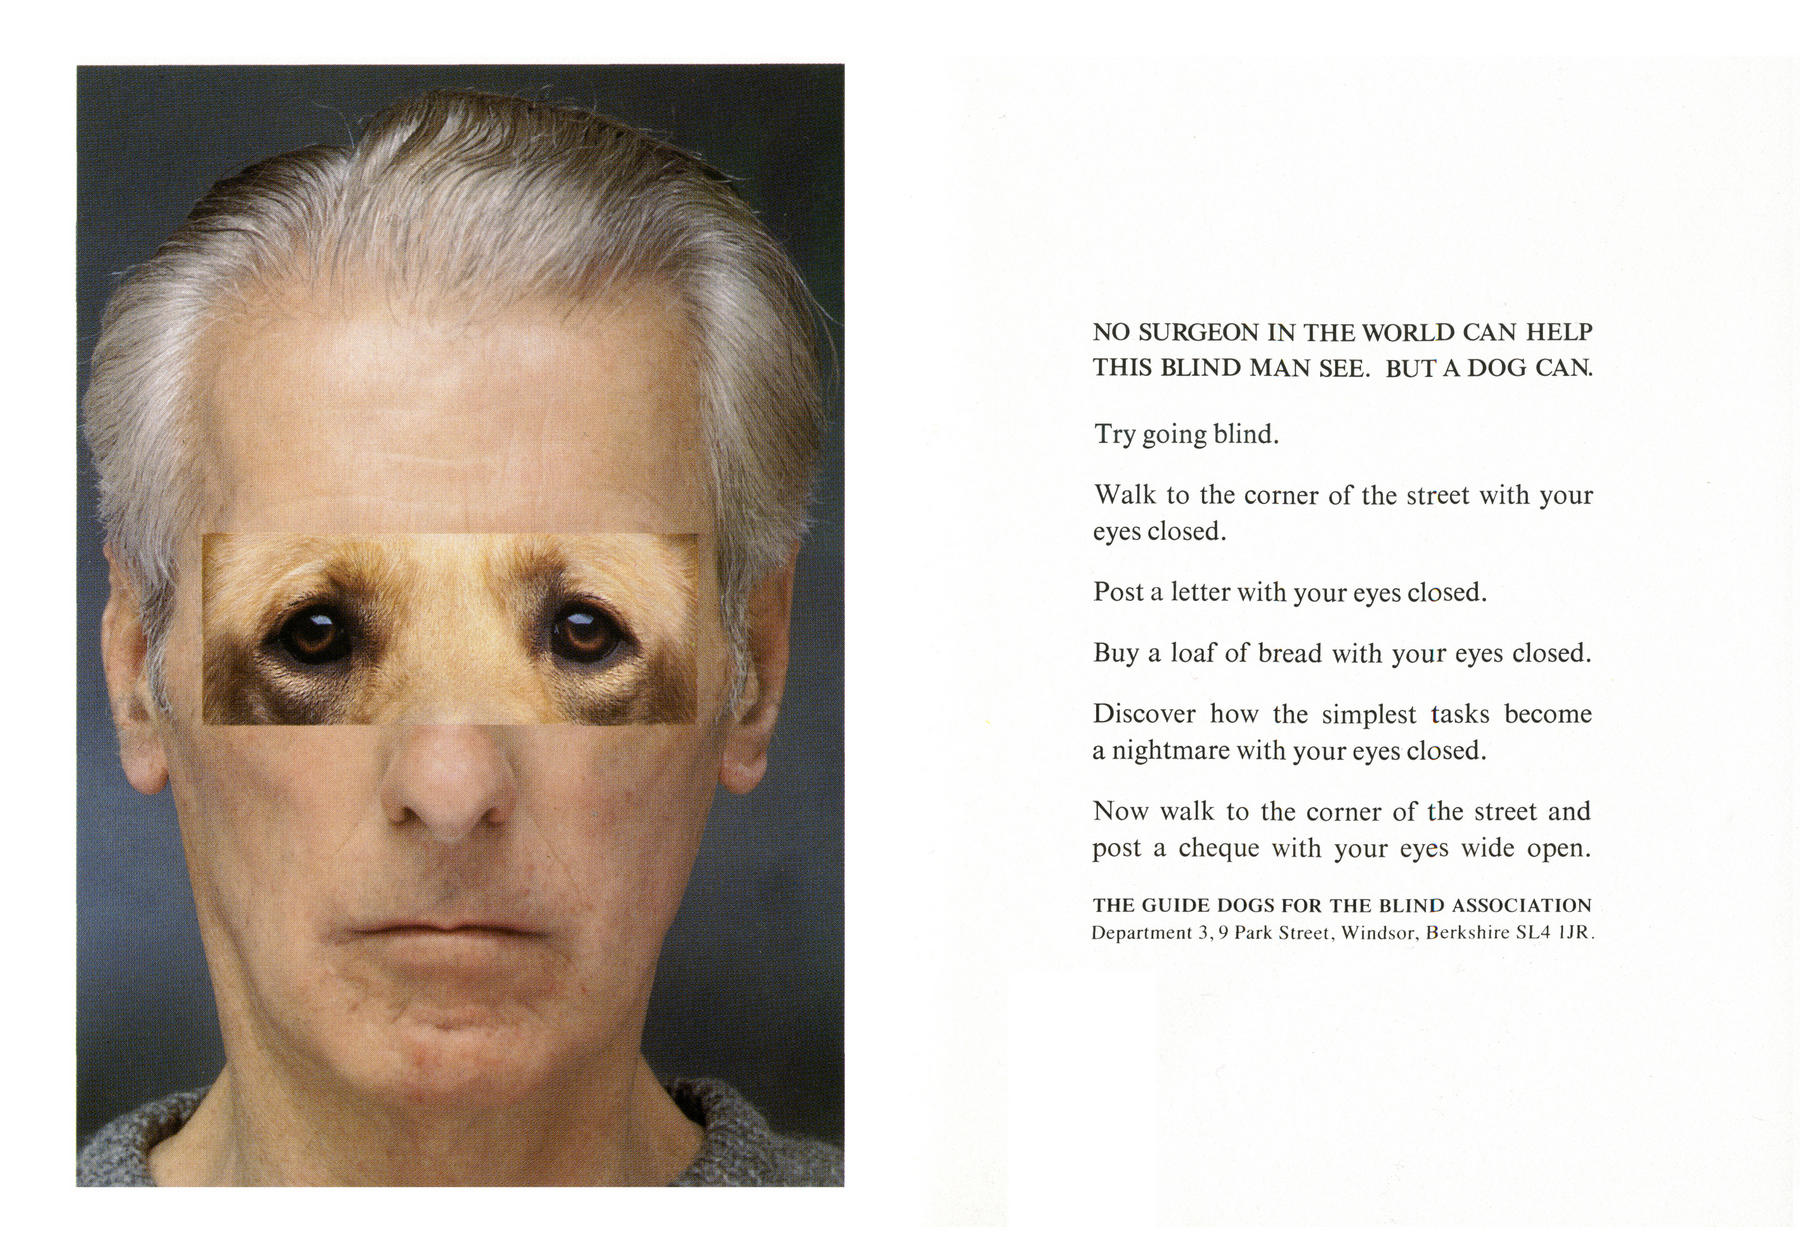 NO SURGEON IN THE WORLD CAN HELP
THIS BLIND MAN SEE. BUT A DOG CAN.
Try going blind.
Walk to the corner of the street with your
eyes closed.
Post a letter with your eyes closed.
Buy a loaf of bread with your eyes closed.
Discover how the simplest tasks become
a nightmare with your eyes closed.
Now walk to the corner of the street and
post a cheque with your eyes wide open.
THE GUIDE DOGS FOR THE BLIND ASSOCIATION
Department 3, 9 Park Street, Windsor, Berkshire SL4 1JR.